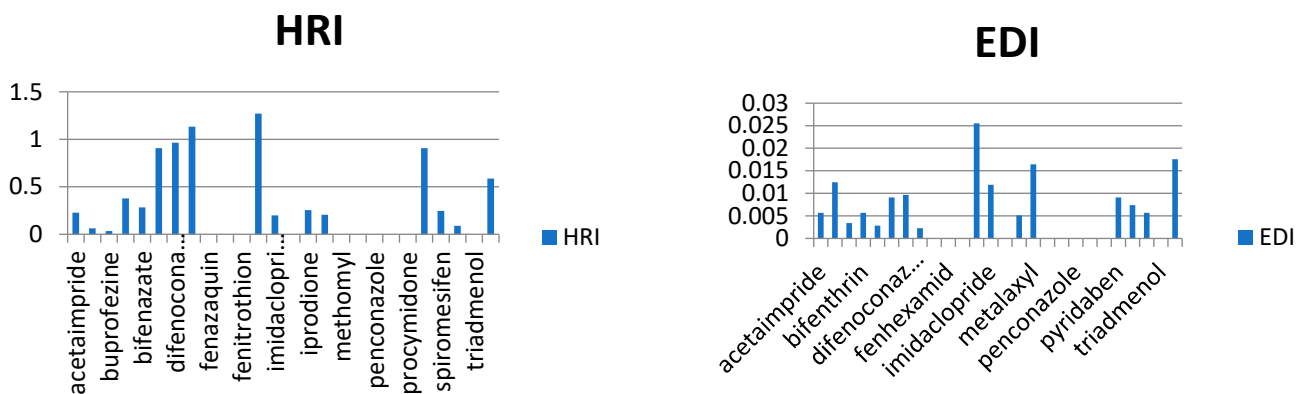 HRI
1.5
1
0.5
0
acetaimpride
buprofezine
bifenazate
difenocona...
fenazaquin
fenitrothion
imidaclopri...
iprodione
methomyl
penconazole
procymidone
spiromesifen
triadmenol
HRI
EDI
0.03
0.025
0.02
0.015
0.01
0.005
0
acetaimpride
bifenthrin
difenoconaz...
fenhexamid
imidaclopride
metalaxyl
penconazole
pyridaben
triadmenol
EDI